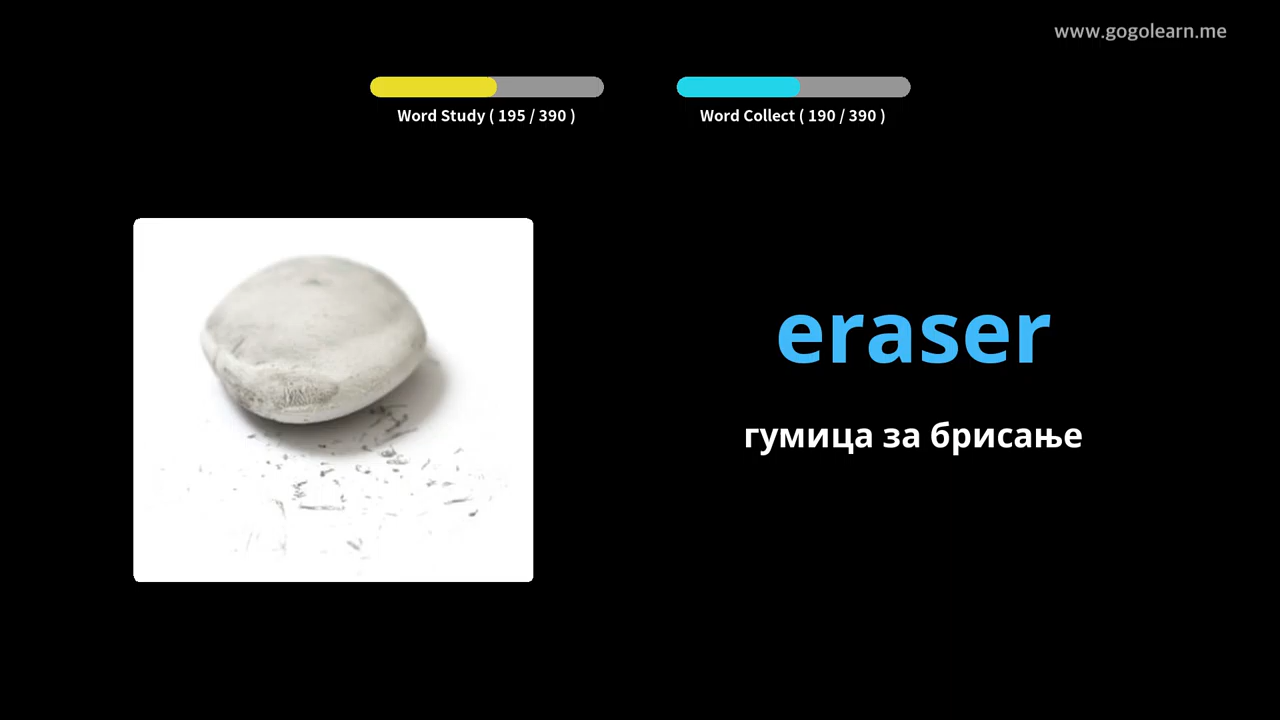 www.gogolearn.me
Word Study ( 195 / 390 )
Word Collect ( 190 / 390 )
eraser
гумица за брисање